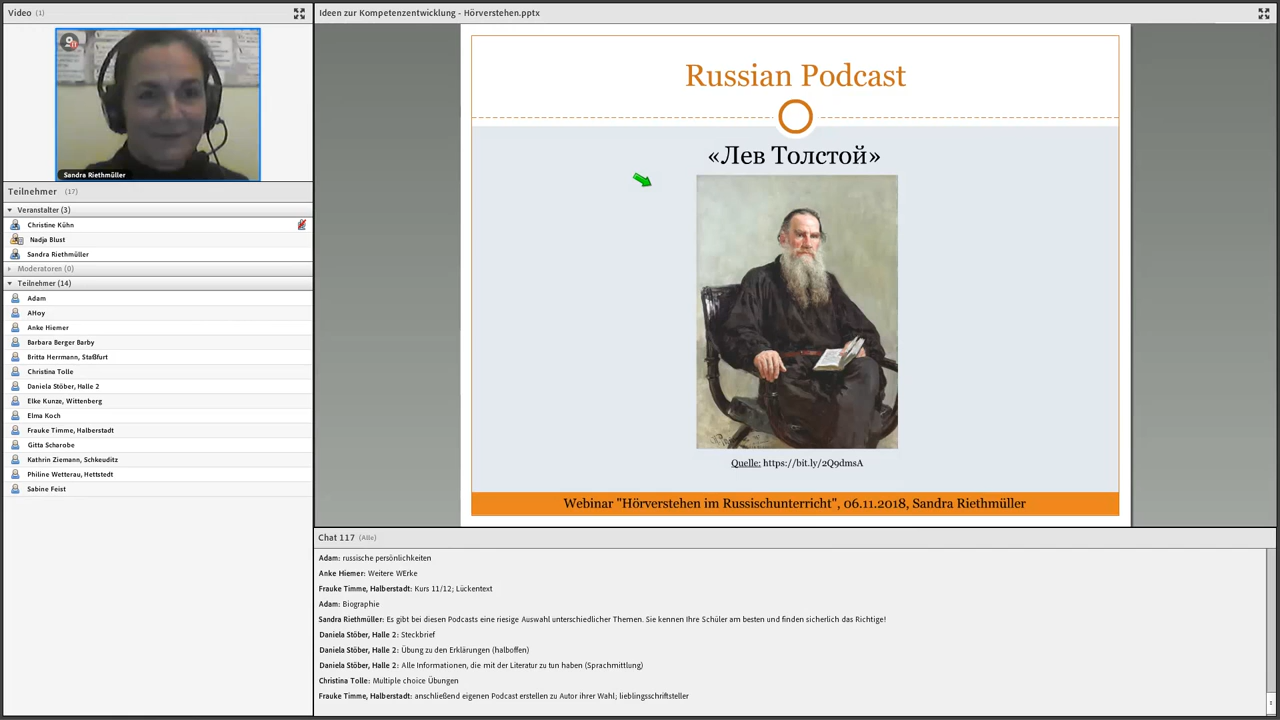 Video (1)
Sandra Riethmüller
Teilnehmer (17)
Veranstalter (3)
Christine Kühn
Nadja Blust
Sandra Riethmüller
Moderatoren (0)
Teilnehmer (14)
Adam
AHoy
Anke Hiemer
Barbara Berger Barby
Britta Herrmann, Staßfurt
Christina Tolle
Daniela Stöber, Halle 2
Elke Kunze, Wittenberg
Elma Koch
Frauke Timme, Halberstadt
Gitta Scharobe
Kathrin Ziemann, Schkeuditz
Philine Wetterau, Hettstedt
Sabine Feist
Ideen zur Kompetenzentwicklung - Hörverstehen.pptx
Russian Podcast
«Лев Толстой»
Quelle: https://bit.ly/2Q9dmsA
Webinar "Hörverstehen im Russischunterricht", 06.11.2018, Sandra Riethmüller
Chat 117 (Alle)
Adam: russische persönlichkeiten
Anke Hiemer: Weitere WErke
Frauke Timme, Halberstadt: Kurs 11/12; Lückentext
Adam: Biographie
Sandra Riethmüller: Es gibt bei diesen Podcasts eine riesige Auswahl unterschiedlicher Themen. Sie kennen Ihre Schüler am besten und finden sicherlich das Richtige!
Daniela Stöber, Halle 2: Steckbrief
Daniela Stöber, Halle 2: Übung zu den Erklärungen (halboffen)
Daniela Stöber, Halle 2: Alle Informationen, die mit der Literatur zu tun haben (Sprachmittlung)
Christina Tolle: Multiple choice Übungen
Frauke Timme, Halberstadt: anschließend eigenen Podcast erstellen zu Autor ihrer Wahl; lieblingsschriftsteller